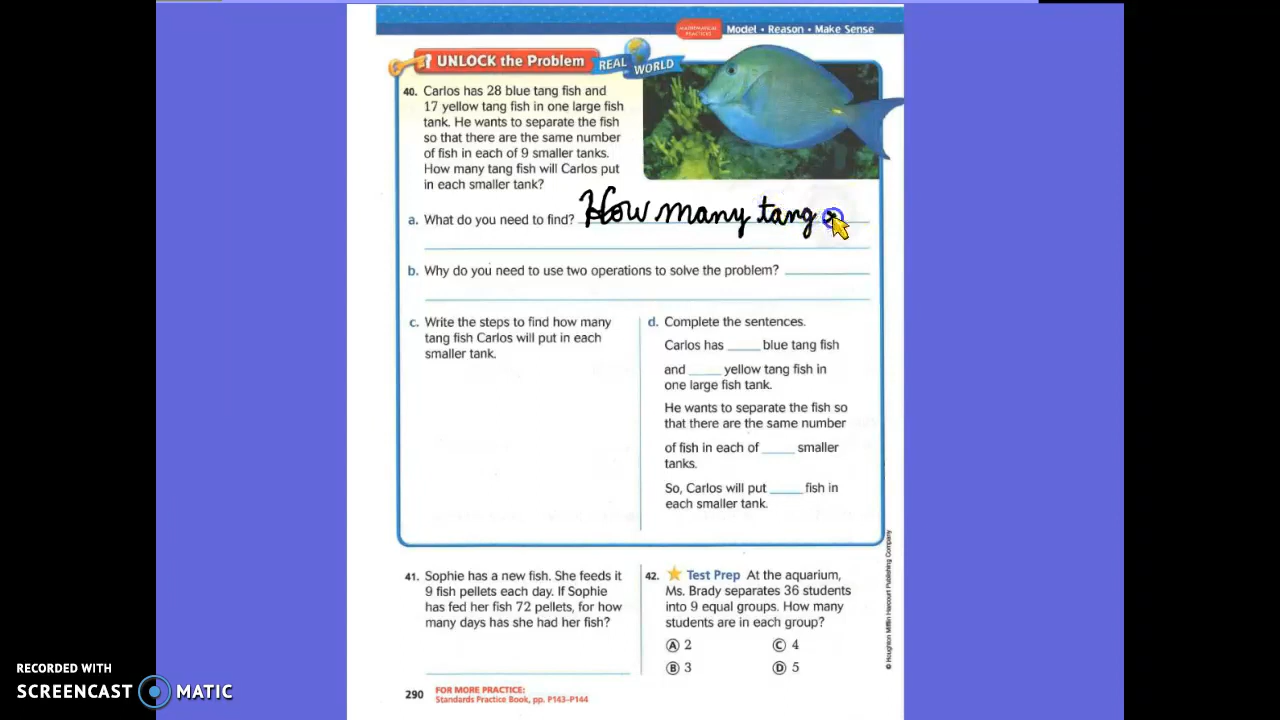 MATHEMATICAL
PRACTICES
Model • Reason • Make Sense
UNLOCK the Problem
REAL
WORLD
40. Carlos has 28 blue tang fish and
17 yellow tang fish in one large fish
tank. He wants to separate the fish
so that there are the same number
of fish in each of 9 smaller tanks.
How many tang fish will Carlos put
in each smaller tank?
a. What do you need to find? How many tang
b. Why do you need to use two operations to solve the problem?
c. Write the steps to find how many
tang fish Carlos will put in each
smaller tank.
d. Complete the sentences.
Carlos has ____ blue tang fish
and ____ yellow tang fish in
one large fish tank.
He wants to separate the fish so
that there are the same number
of fish in each of ____ smaller
tanks.
So, Carlos will put ____ fish in
each smaller tank.
© Houghton Mifflin Harcourt Publishing Company
41. Sophie has a new fish. She feeds it
9 fish pellets each day. If Sophie
has fed her fish 72 pellets, for how
many days has she had her fish?
42. Test Prep At the aquarium,
Ms. Brady separates 36 students
into 9 equal groups. How many
students are in each group?
A 2
C 4
B 3
D 5
290
FOR MORE PRACTICE:
Standards Practice Book, pp. P143–P144
RECORDED WITH
SCREENCAST MATIC